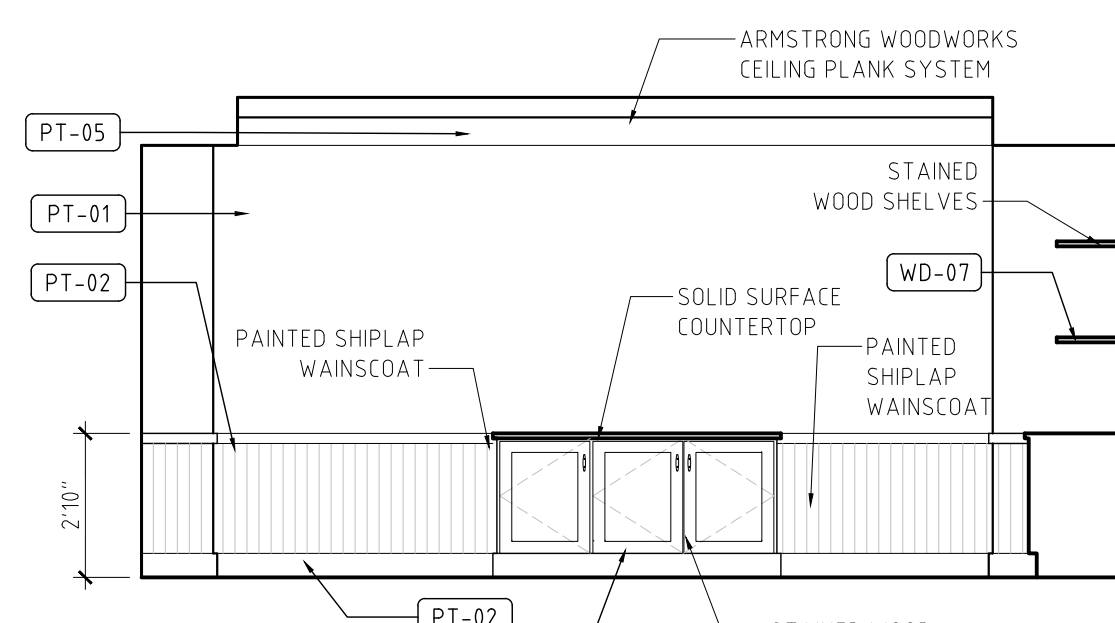 ARMSTRONG WOODWORKS
CEILING PLANK SYSTEM
PT-05
STAINED
WOOD SHELVES
PT-01
WD-07
PT-02
SOLID SURFACE
COUNTERTOP
PAINTED SHIPLAP
WAINSCOAT
PAINTED
SHIPLAP
WAINSCOAT
2'10"
PT-02